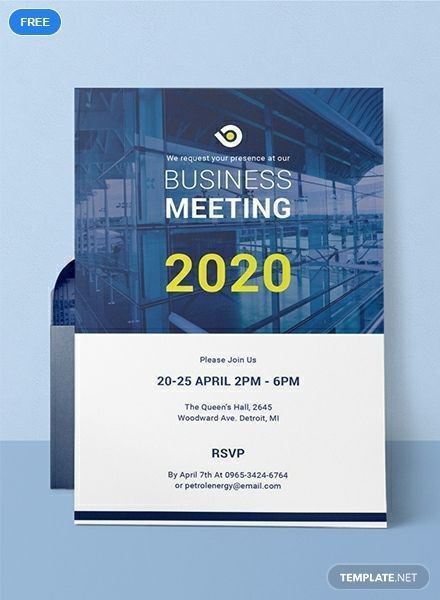 FREE
We request your presence at our
BUSINESS
MEETING
2020
Please Join Us
20-25 APRIL 2PM - 6PM
The Queen's Hall, 2645
Woodward Ave. Detroit, MI
RSVP
By April 7th At 0965-3424-6764
or petrolenergy@email.com
TEMPLATE.NET